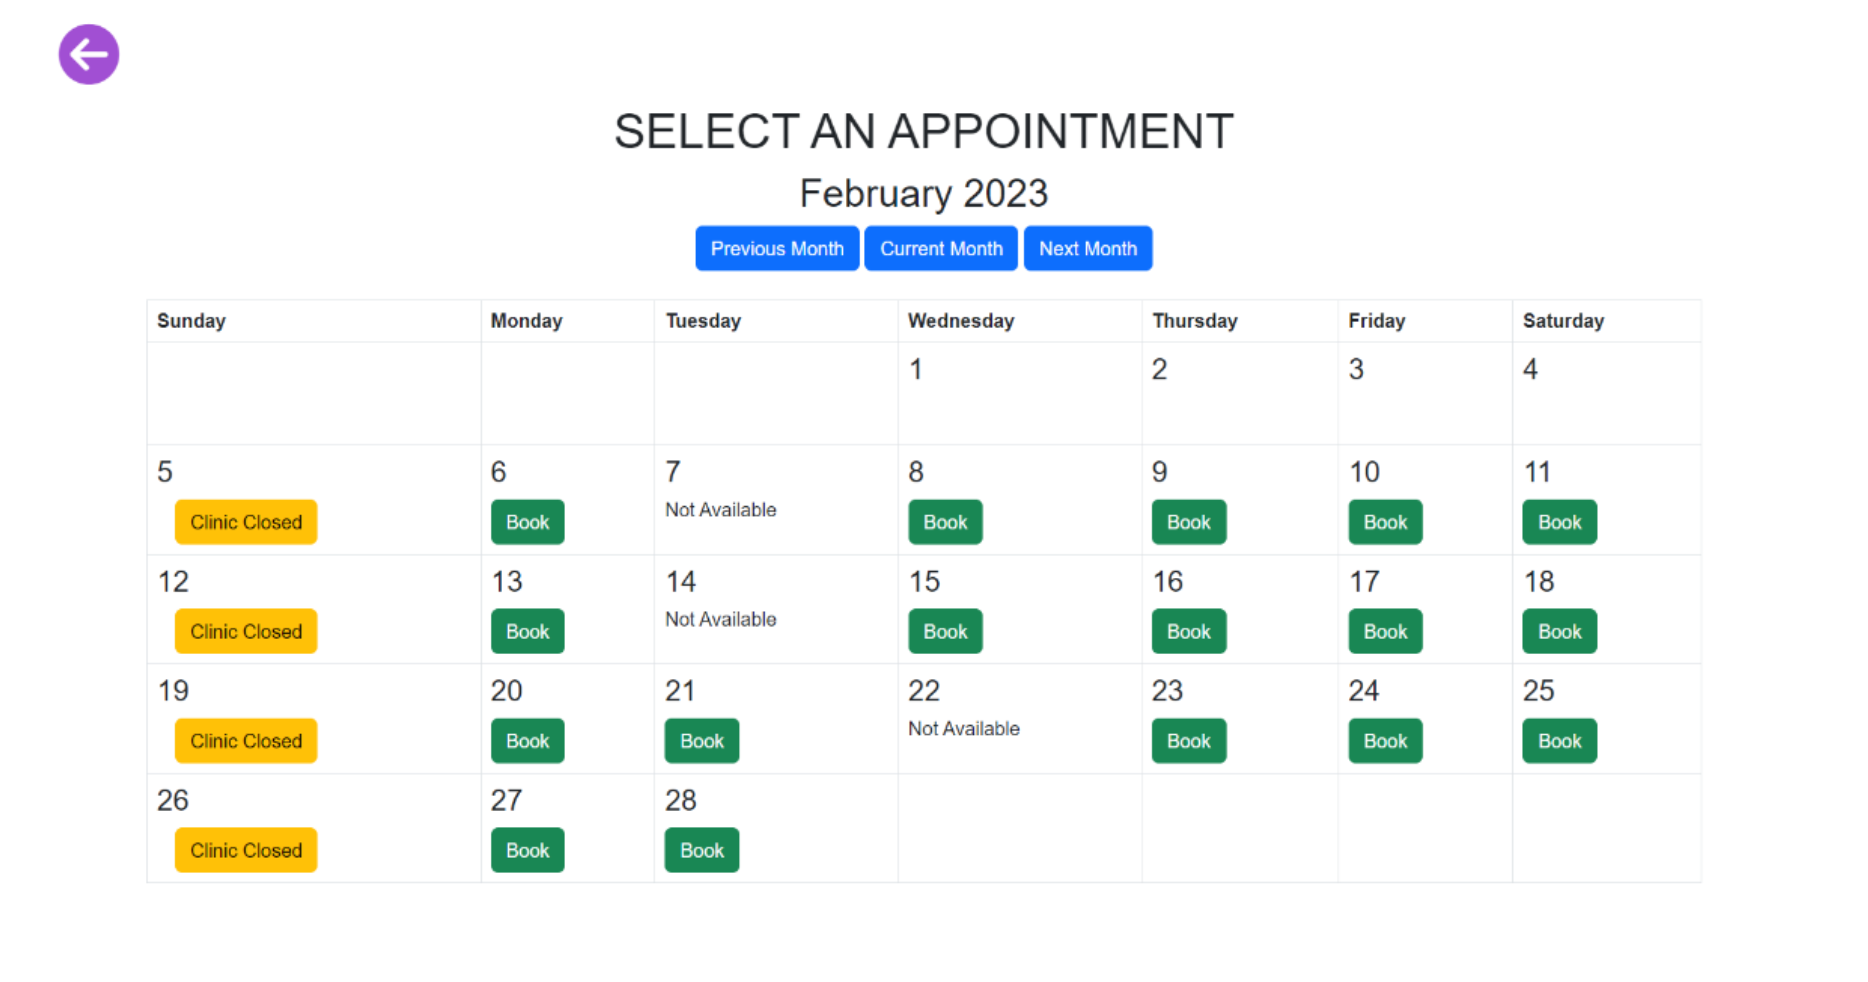 SELECT AN APPOINTMENT
February 2023
Previous Month Current Month Next Month
Sunday Monday Tuesday Wednesday Thursday Friday Saturday
1 2 3 4
5 6 7 8 9 10 11
Clinic Closed Book Not Available Book Book Book Book
12 13 14 15 16 17 18
Clinic Closed Book Not Available Book Book Book Book
19 20 21 22 23 24 25
Clinic Closed Book Book Not Available Book Book Book
26 27 28
Clinic Closed Book Book